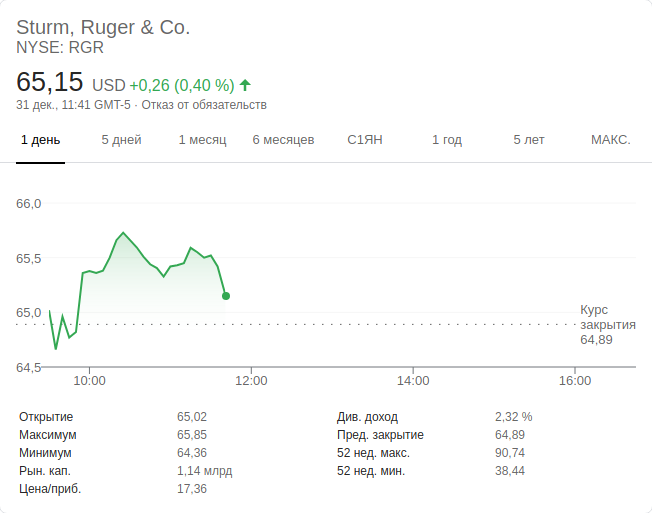 Sturm, Ruger & Co.
NYSE: RGR
65,15 USD +0,26 (0,40 %)
31 дек., 11:41 GMT-5 · Отказ от обязательств
1 день 5 дней 1 месяц 6 месяцев С1ЯН 1 год 5 лет МАКС.
66,0
65,5
65,0
64,5
Курс
закрытия
64,89
10:00 12:00 14:00 16:00
Открытие 65,02 Див. доход 2,32 %
Максимум 65,85 Пред. закрытие 64,89
Минимум 64,36 52 нед. макс. 90,74
Рын. кап. 1,14 млрд 52 нед. мин. 38,44
Цена/приб. 17,36